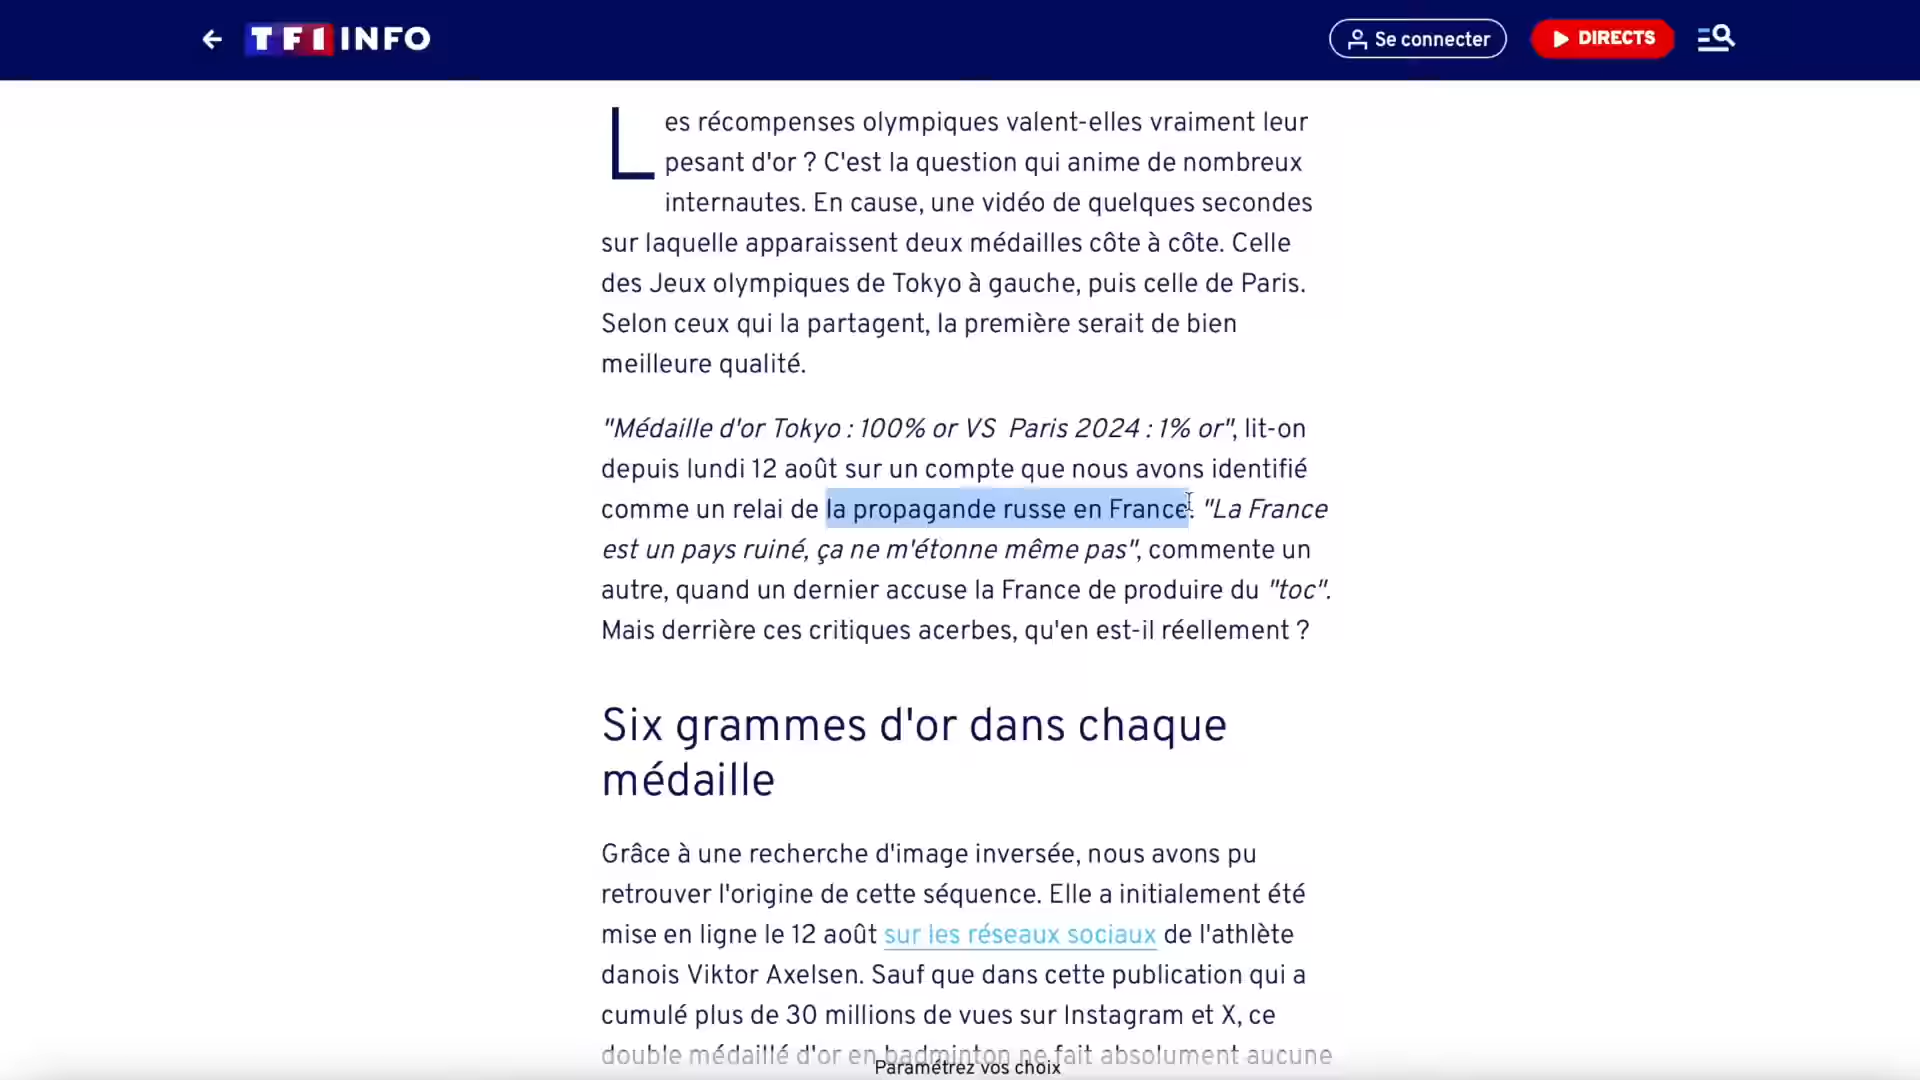 TF1 INFO
Se connecter
DIRECTS
Les récompenses olympiques valent-elles vraiment leur
pesant d'or ? C'est la question qui anime de nombreux
internautes. En cause, une vidéo de quelques secondes
sur laquelle apparaissent deux médailles côte à côte. Celle
des Jeux olympiques de Tokyo à gauche, puis celle de Paris.
Selon ceux qui la partagent, la première serait de bien
meilleure qualité.
"Médaille d'or Tokyo : 100% or VS  Paris 2024 : 1% or", lit-on
depuis lundi 12 août sur un compte que nous avons identifié
comme un relai de la propagande russe en France. "La France
est un pays ruiné, ça ne m'étonne même pas", commente un
autre, quand un dernier accuse la France de produire du "toc".
Mais derrière ces critiques acerbes, qu'en est-il réellement ?
Six grammes d'or dans chaque
médaille
Grâce à une recherche d'image inversée, nous avons pu
retrouver l'origine de cette séquence. Elle a initialement été
mise en ligne le 12 août sur les réseaux sociaux de l'athlète
danois Viktor Axelsen. Sauf que dans cette publication qui a
cumulé plus de 30 millions de vues sur Instagram et X, ce
double médaillé d'or en badminton ne fait absolument aucune
Paramétrez vos choix